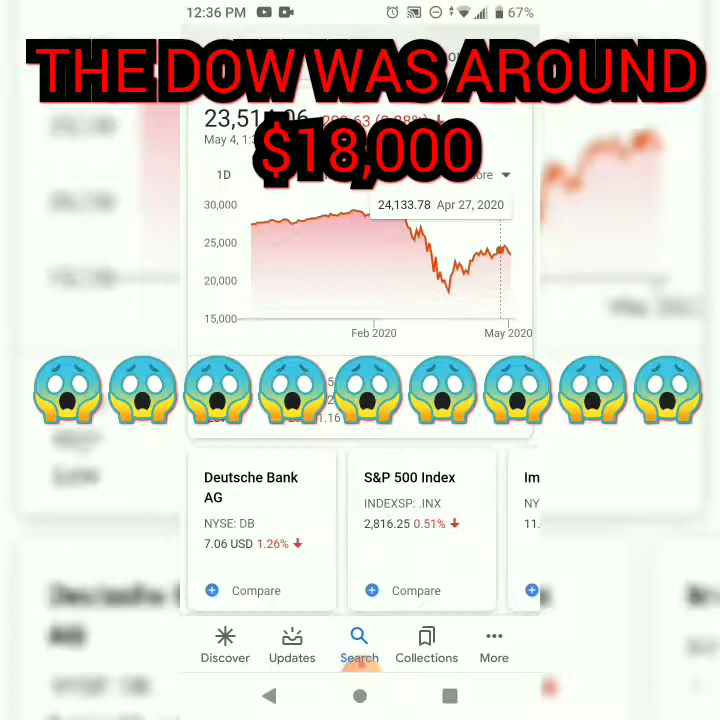 12:36 PM
67%
THE DOW WAS AROUND
$18,000
May 4,
1D
24,133.78 Apr 27, 2020
30,000
25,000
20,000
15,000
Feb 2020 May 2020
😱😱😱😱😱😱😱😱😱
Deutsche Bank
AG
NYSE: DB
7.06 USD 1.26%
Compare
S&P 500 Index
INDEXSP: .INX
2,816.25 0.51%
Compare
Im
NY
11.
Discover Updates Search Collections More